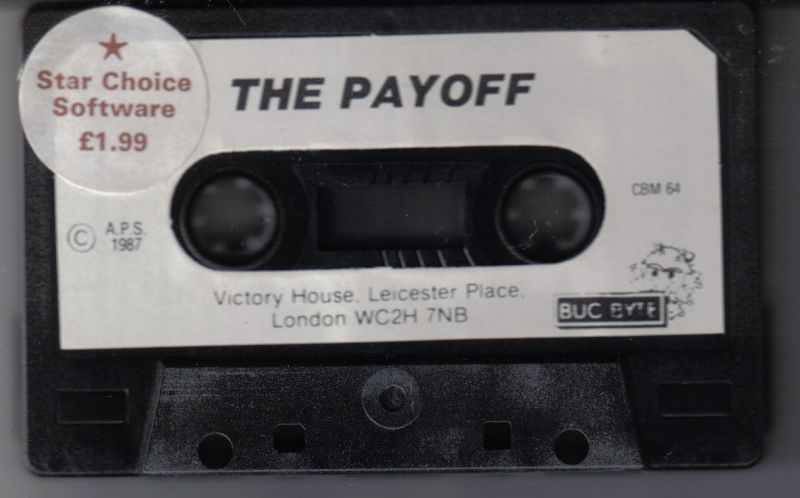 Star Choice
Software
£1.99
THE PAYOFF
CBM 64
© A.P.S.
1987
Victory House, Leicester Place,
London WC2H 7NB
BUC BYTE